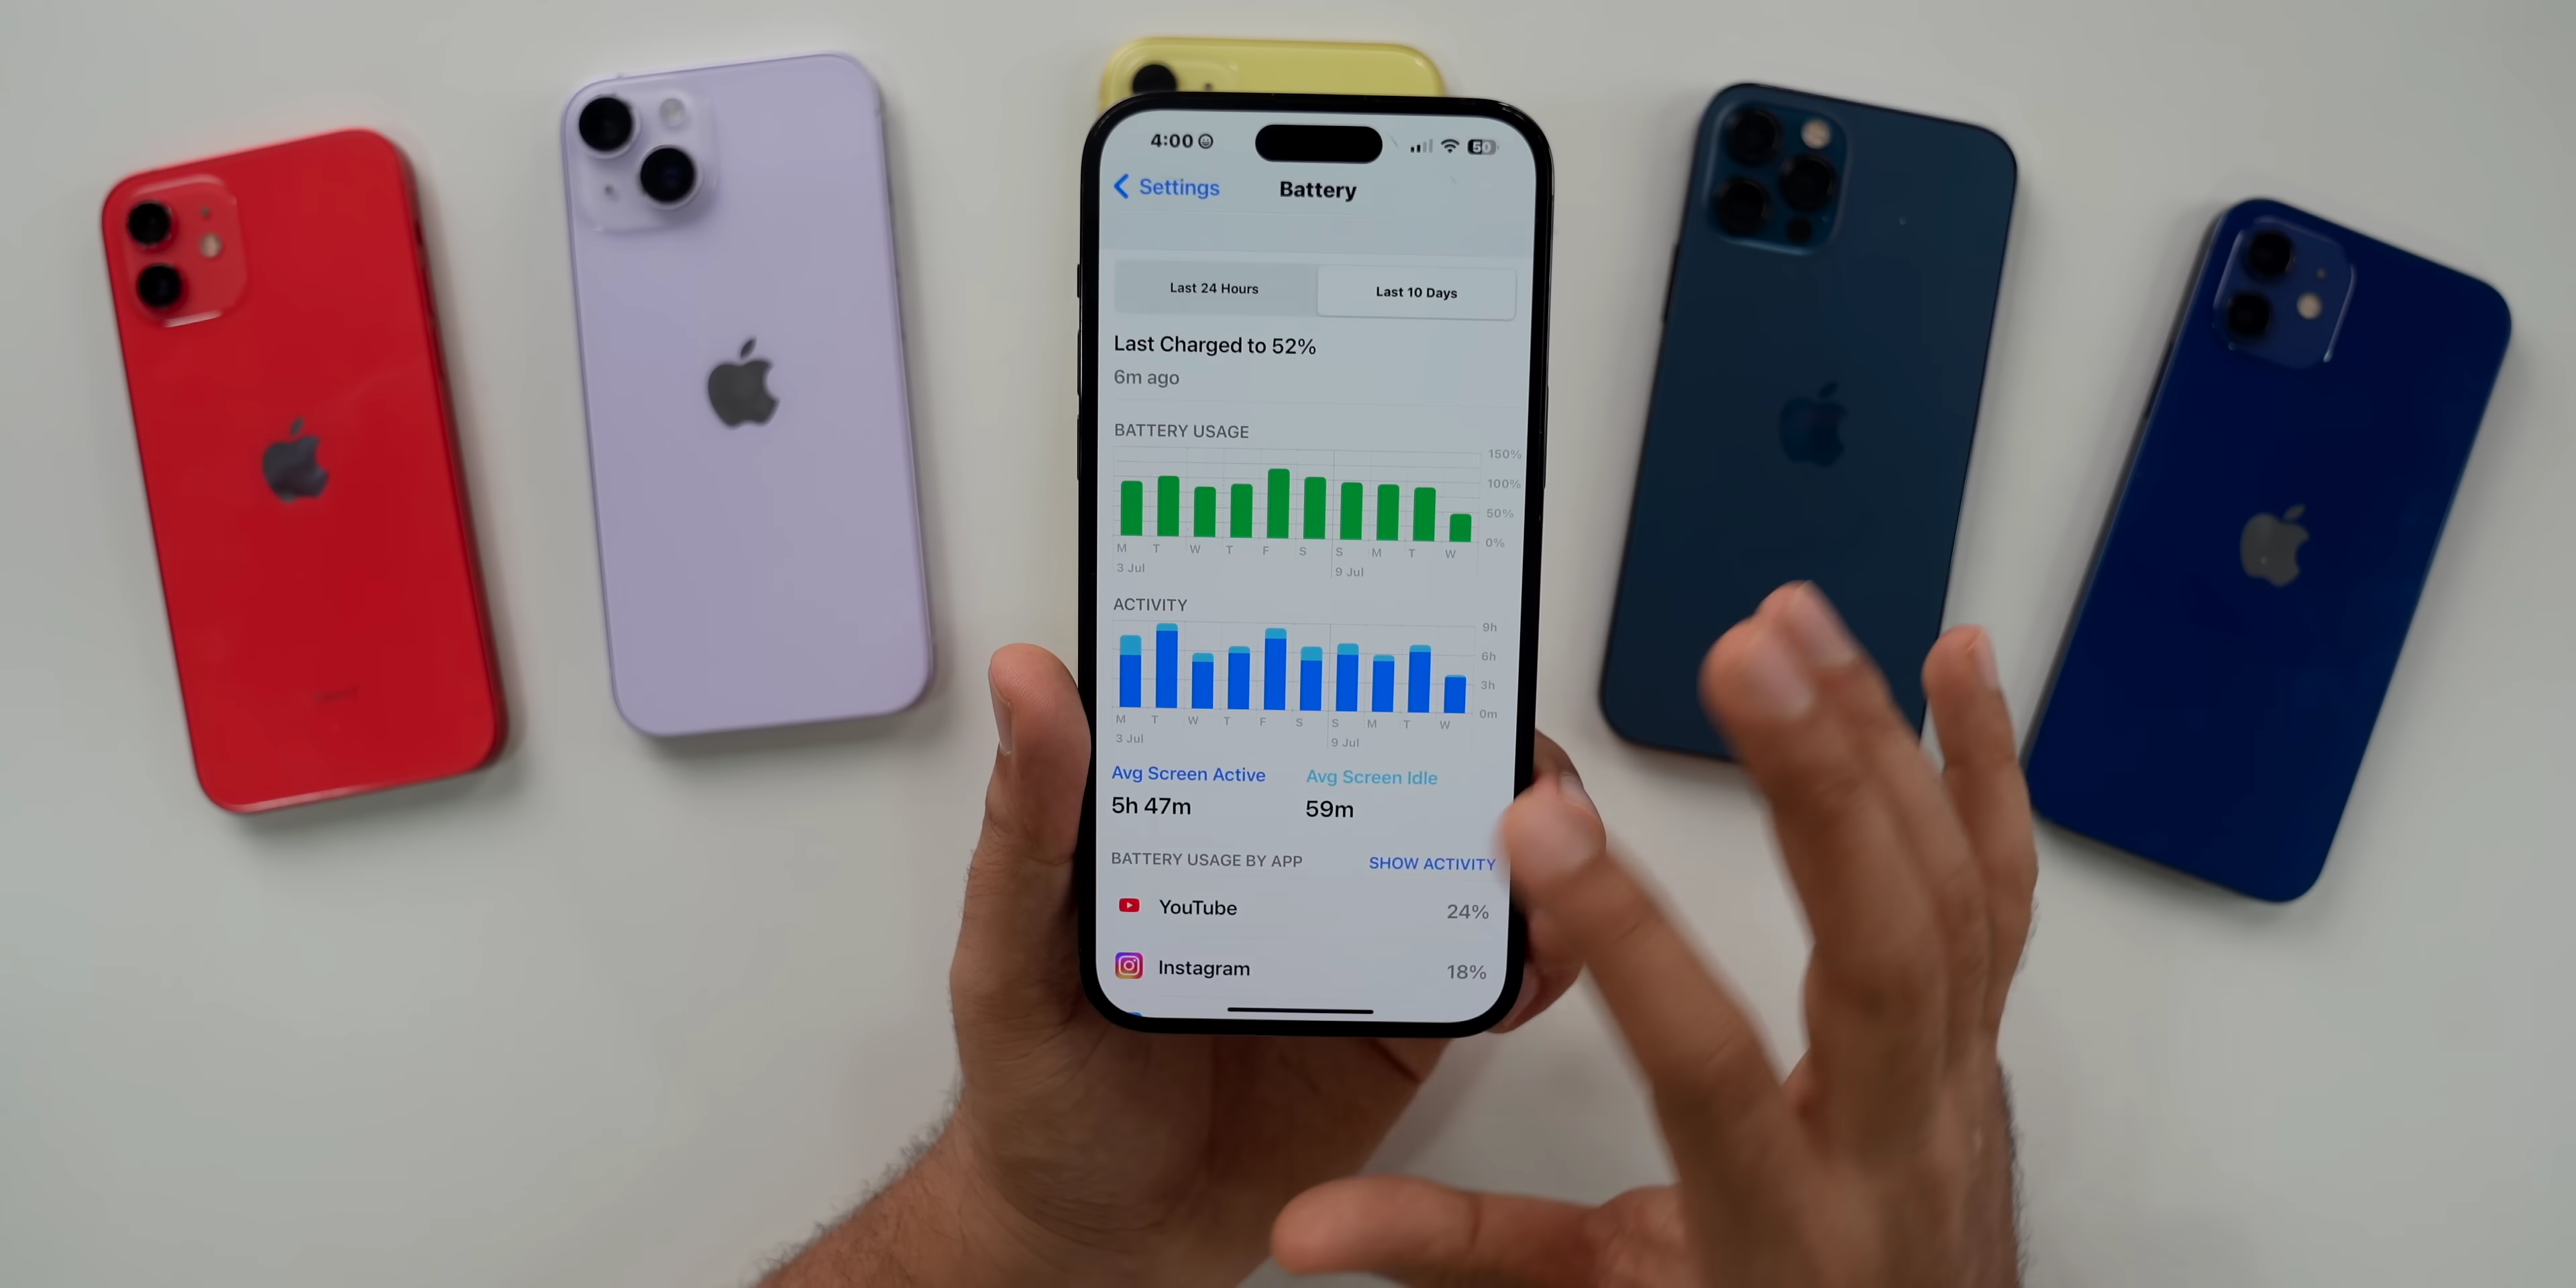 4:00 50
Settings Battery
Last 24 Hours Last 10 Days
Last Charged to 52%
6m ago
BATTERY USAGE
150%
100%
50%
0%
M T W T F S S M T W
3 Jul 9 Jul
ACTIVITY
9h
6h
3h
0m
M T W T F S S M T W
3 Jul 9 Jul
Avg Screen Active Avg Screen Idle
5h 47m 59m
BATTERY USAGE BY APP SHOW ACTIVITY
YouTube 24%
Instagram 18%